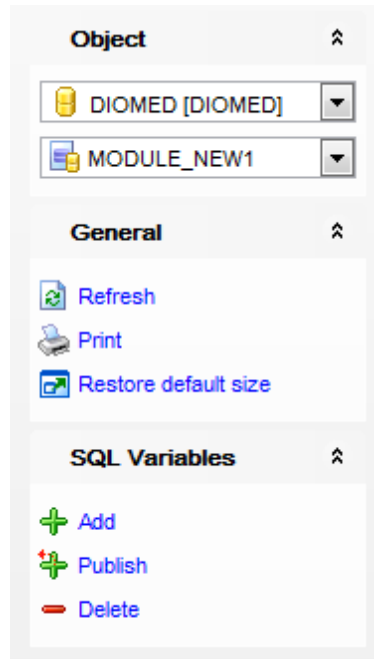 Object
DIOMED [DIOMED]
MODULE_NEW1
General
Refresh
Print
Restore default size
SQL Variables
Add
Publish
Delete